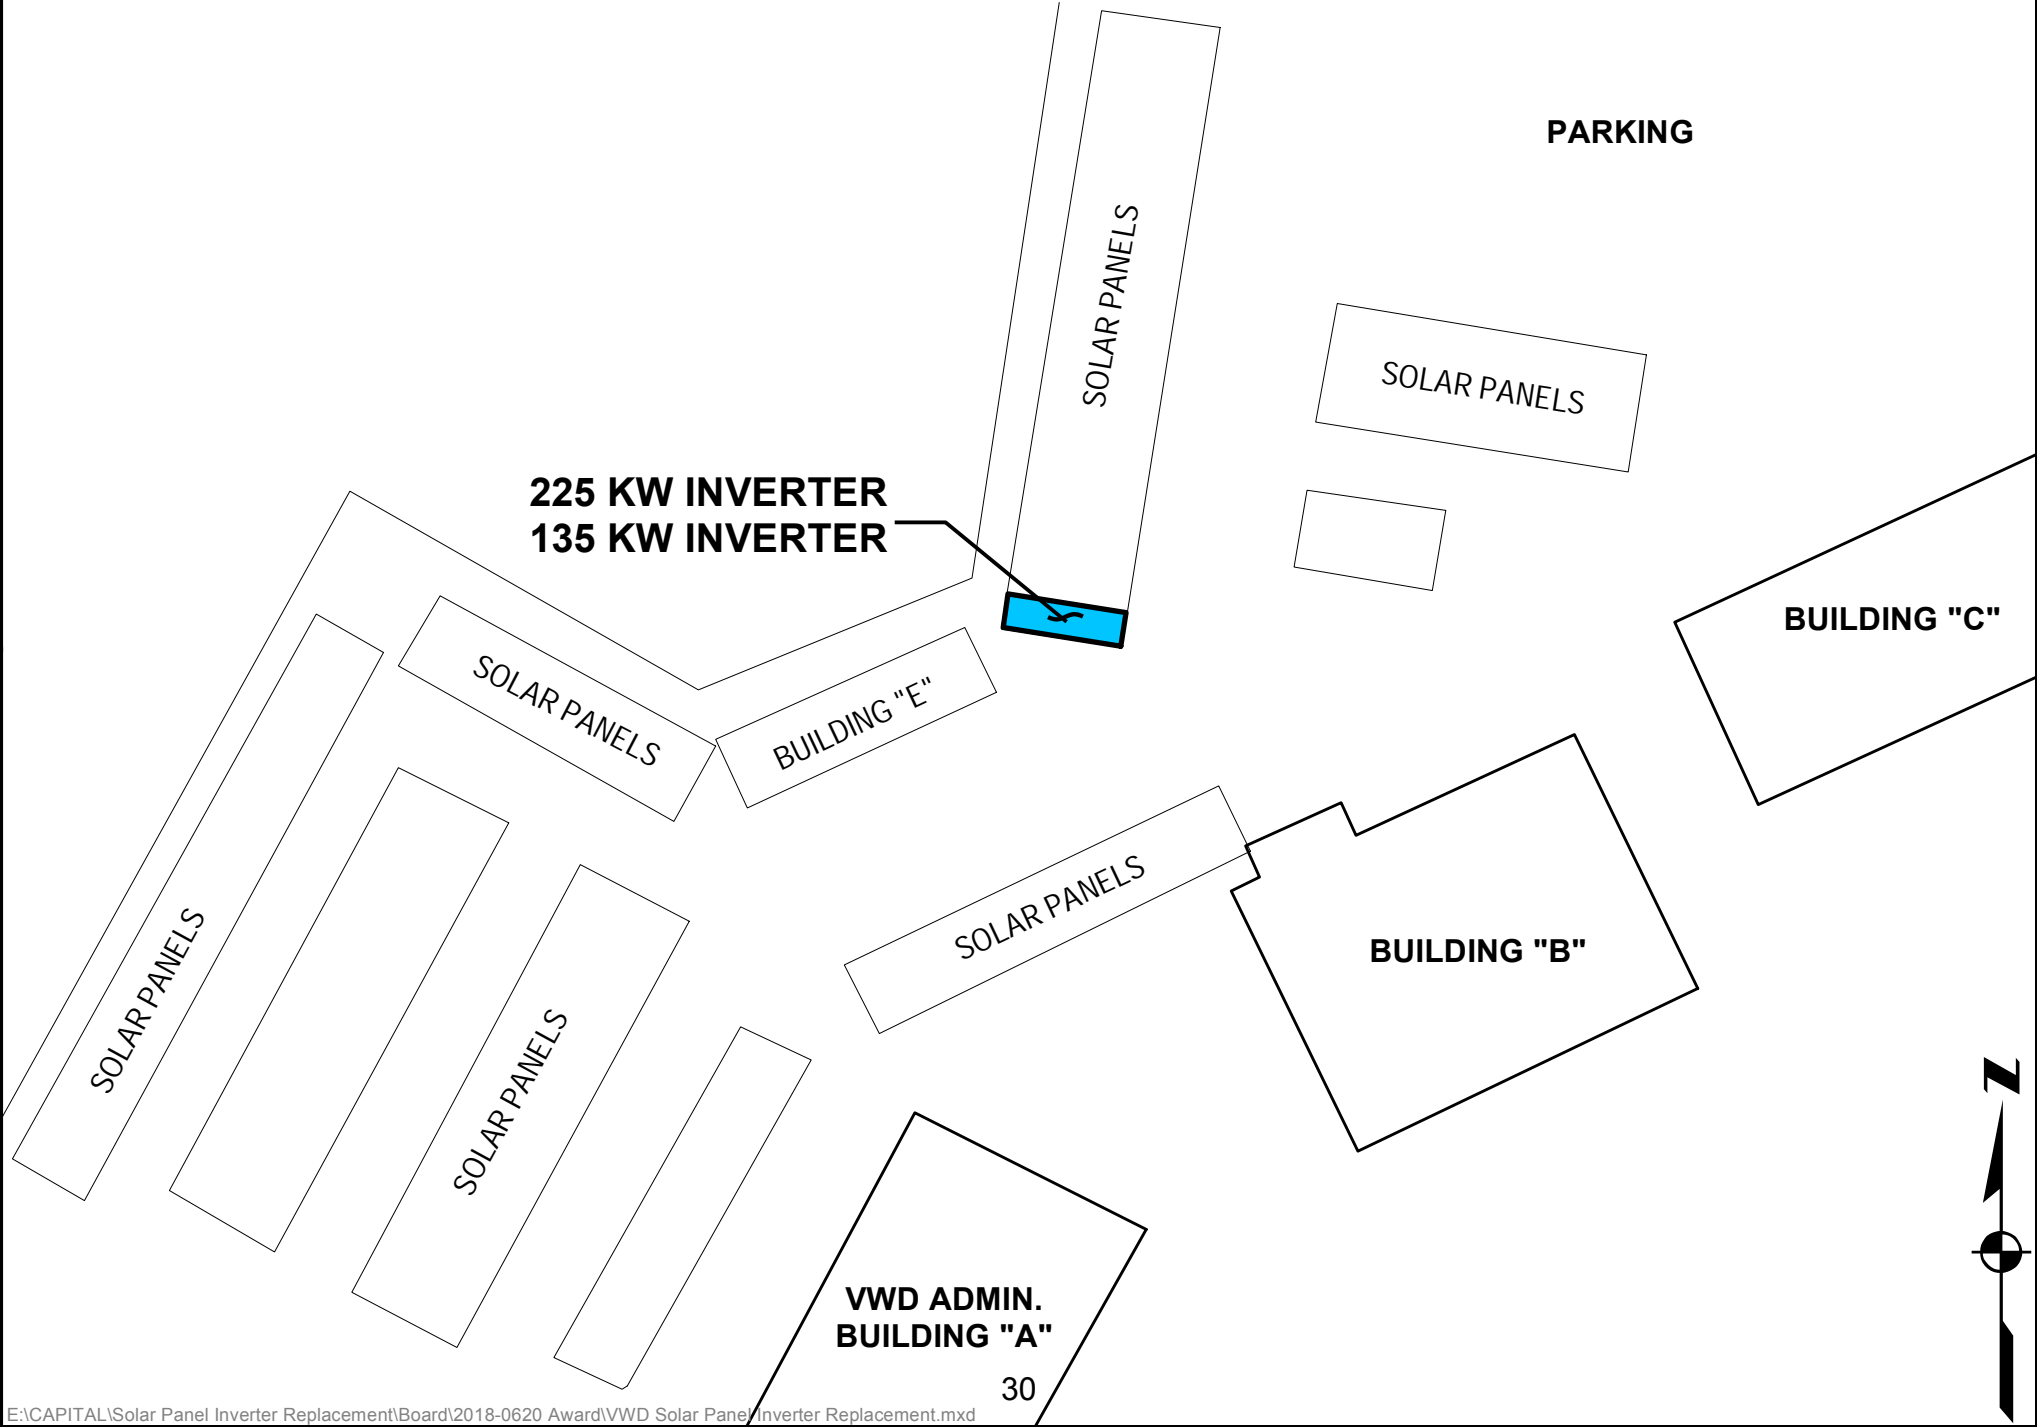 PARKING
SOLAR PANELS
SOLAR PANELS
225 KW INVERTER
135 KW INVERTER
BUILDING "C"
SOLAR PANELS
BUILDING "E"
SOLAR PANELS
BUILDING "B"
SOLAR PANELS
SOLAR PANELS
N
VWD ADMIN.
BUILDING "A"
30
E:\CAPITAL\Solar Panel Inverter Replacement\Board\2018-0620 Award\VWD Solar Panel Inverter Replacement.mxd